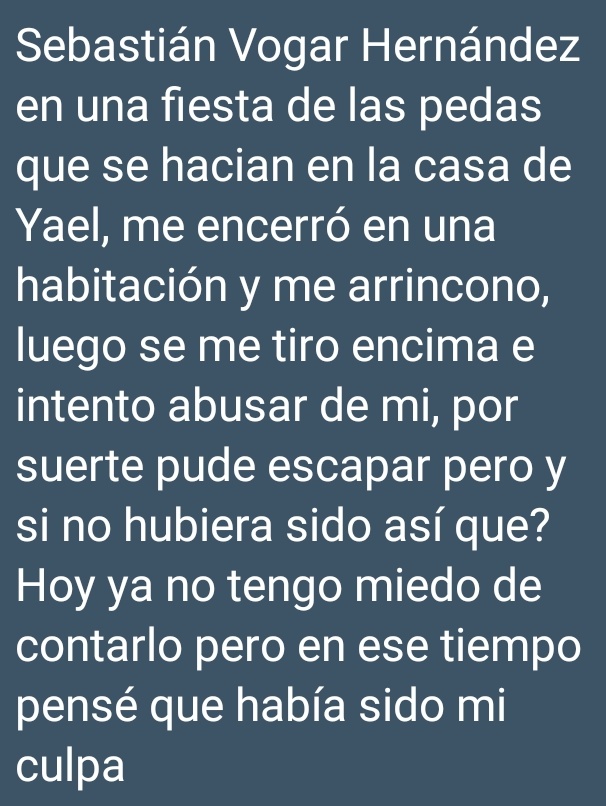 Sebastián Vogar Hernández
en una fiesta de las pedas
que se hacian en la casa de
Yael, me encerró en una
habitación y me arrincono,
luego se me tiro encima e
intento abusar de mi, por
suerte pude escapar pero y
si no hubiera sido así que?
Hoy ya no tengo miedo de
contarlo pero en ese tiempo
pensé que había sido mi
culpa